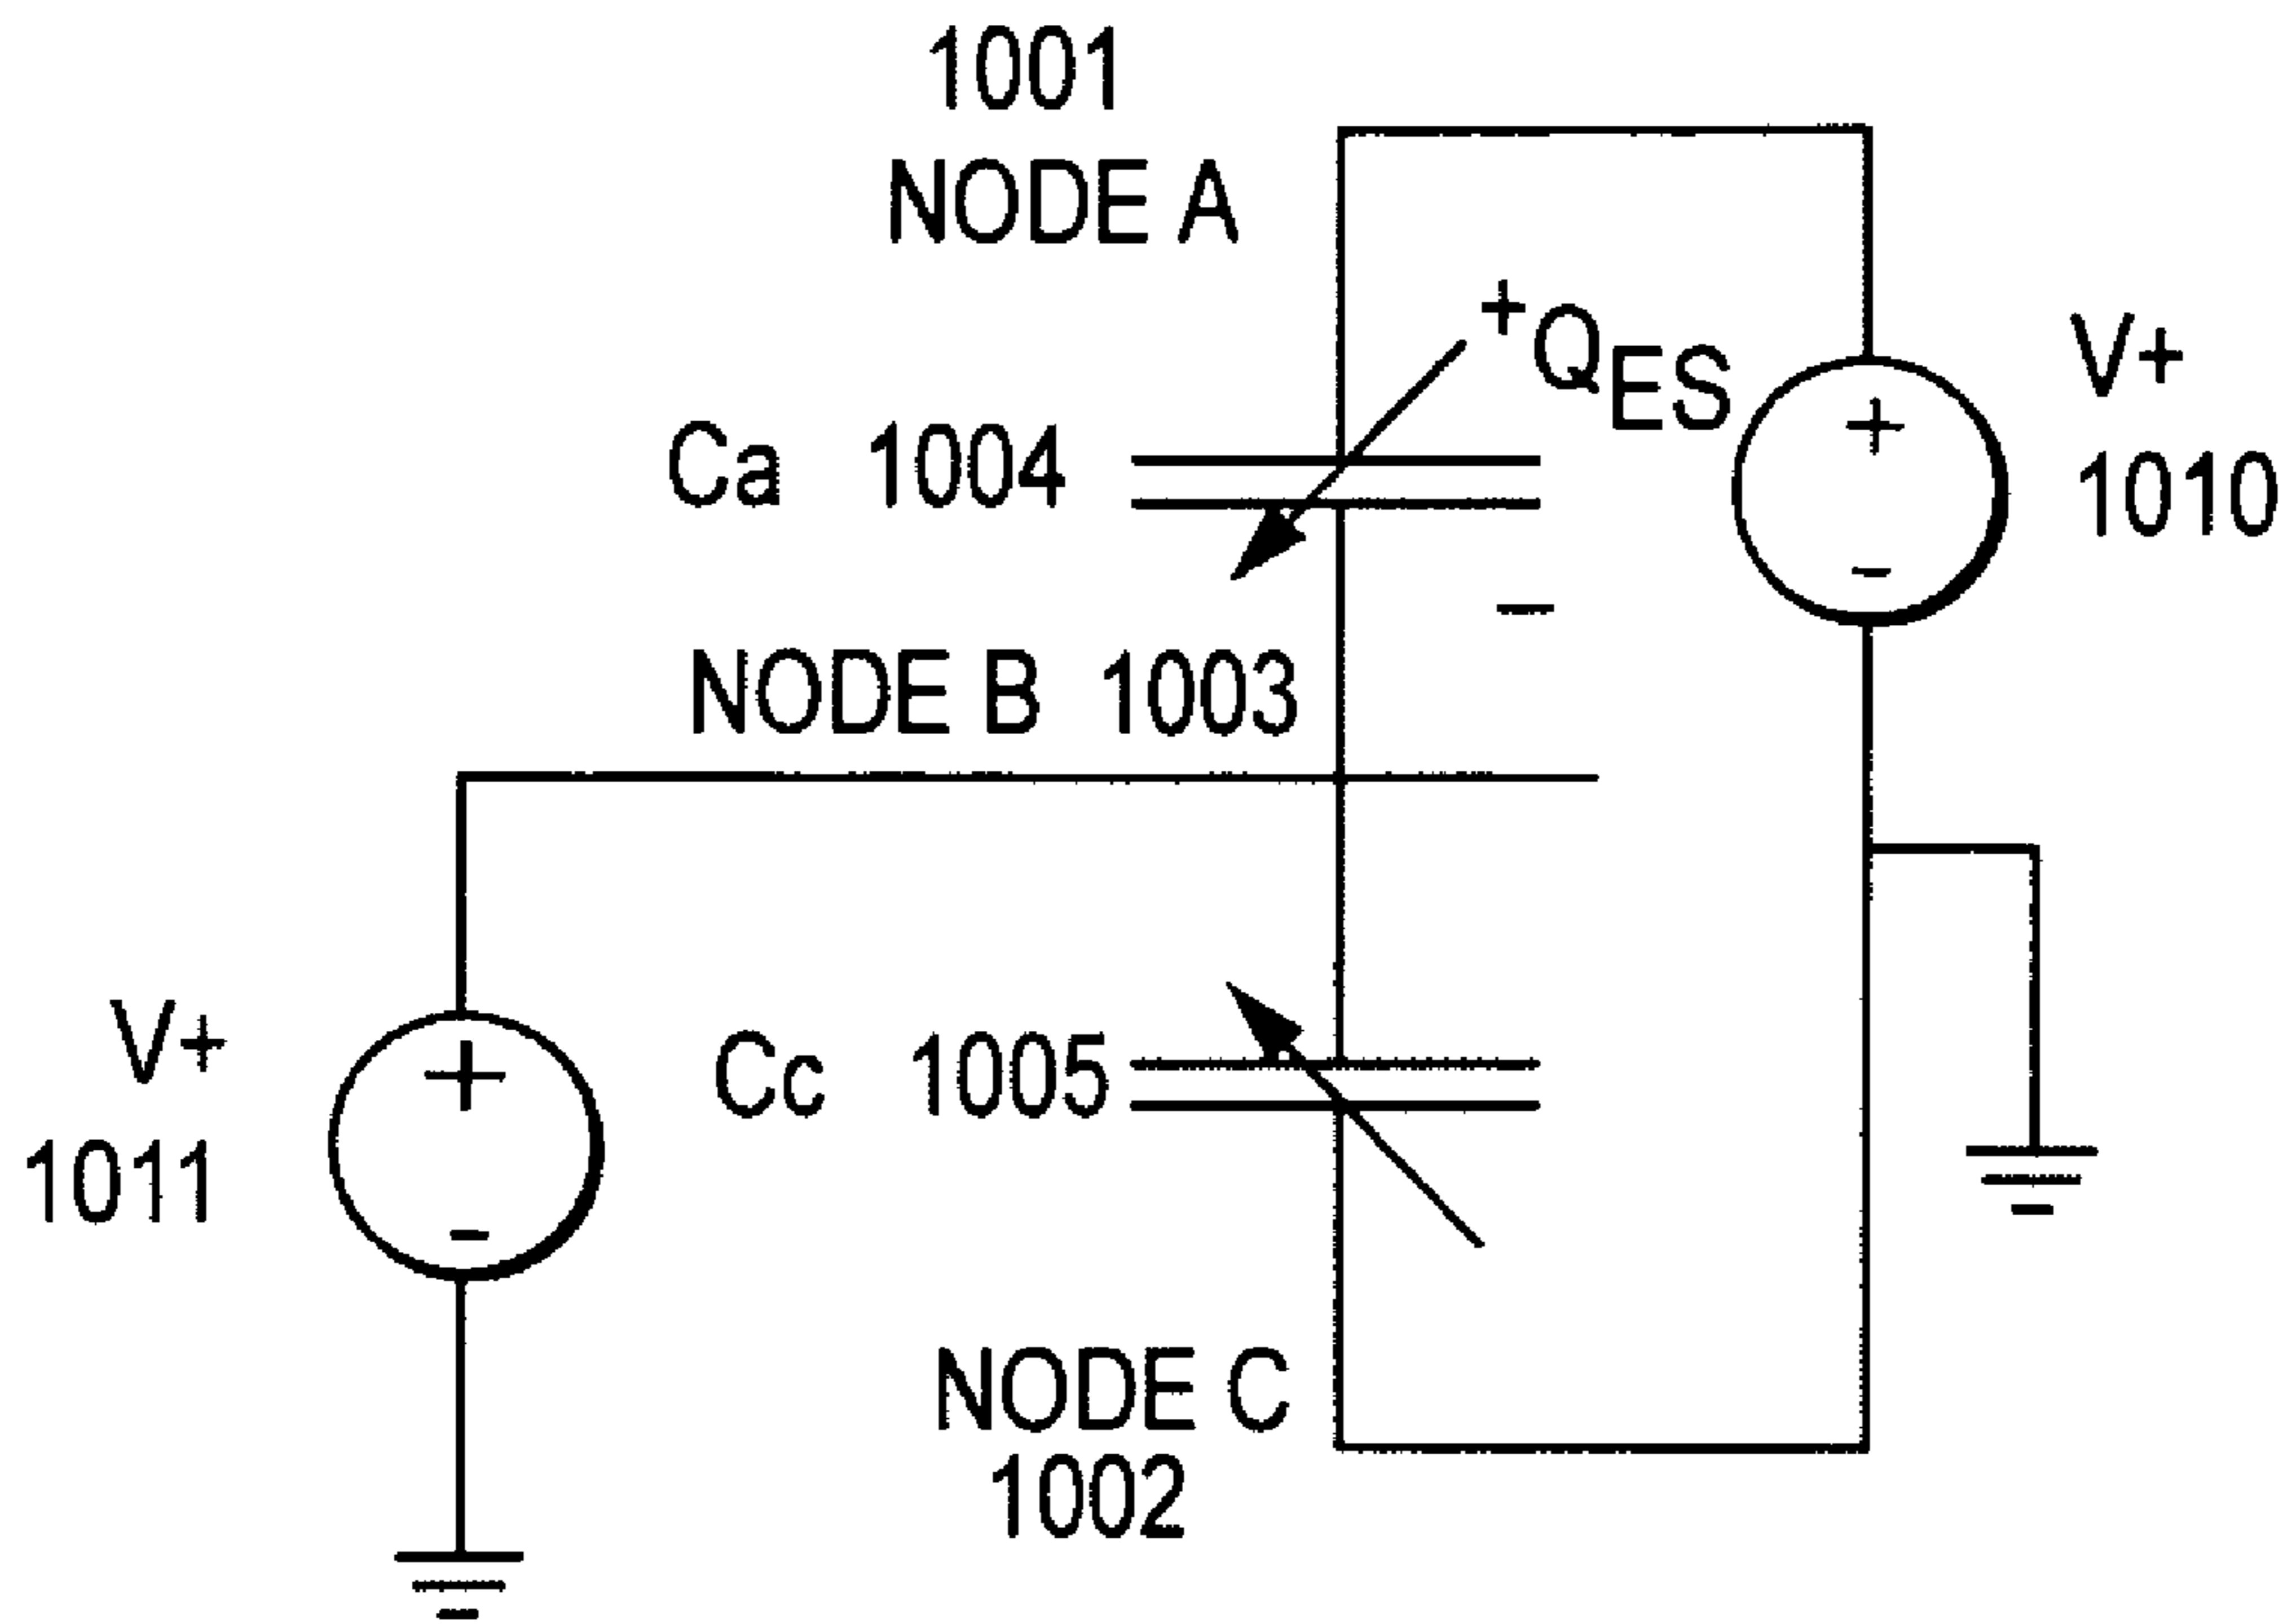 1001
NODE A
+QES
V+
1010
+
-
Ca 1004
-
NODE B 1003
V+
1011
+
-
Cc 1005
NODE C
1002